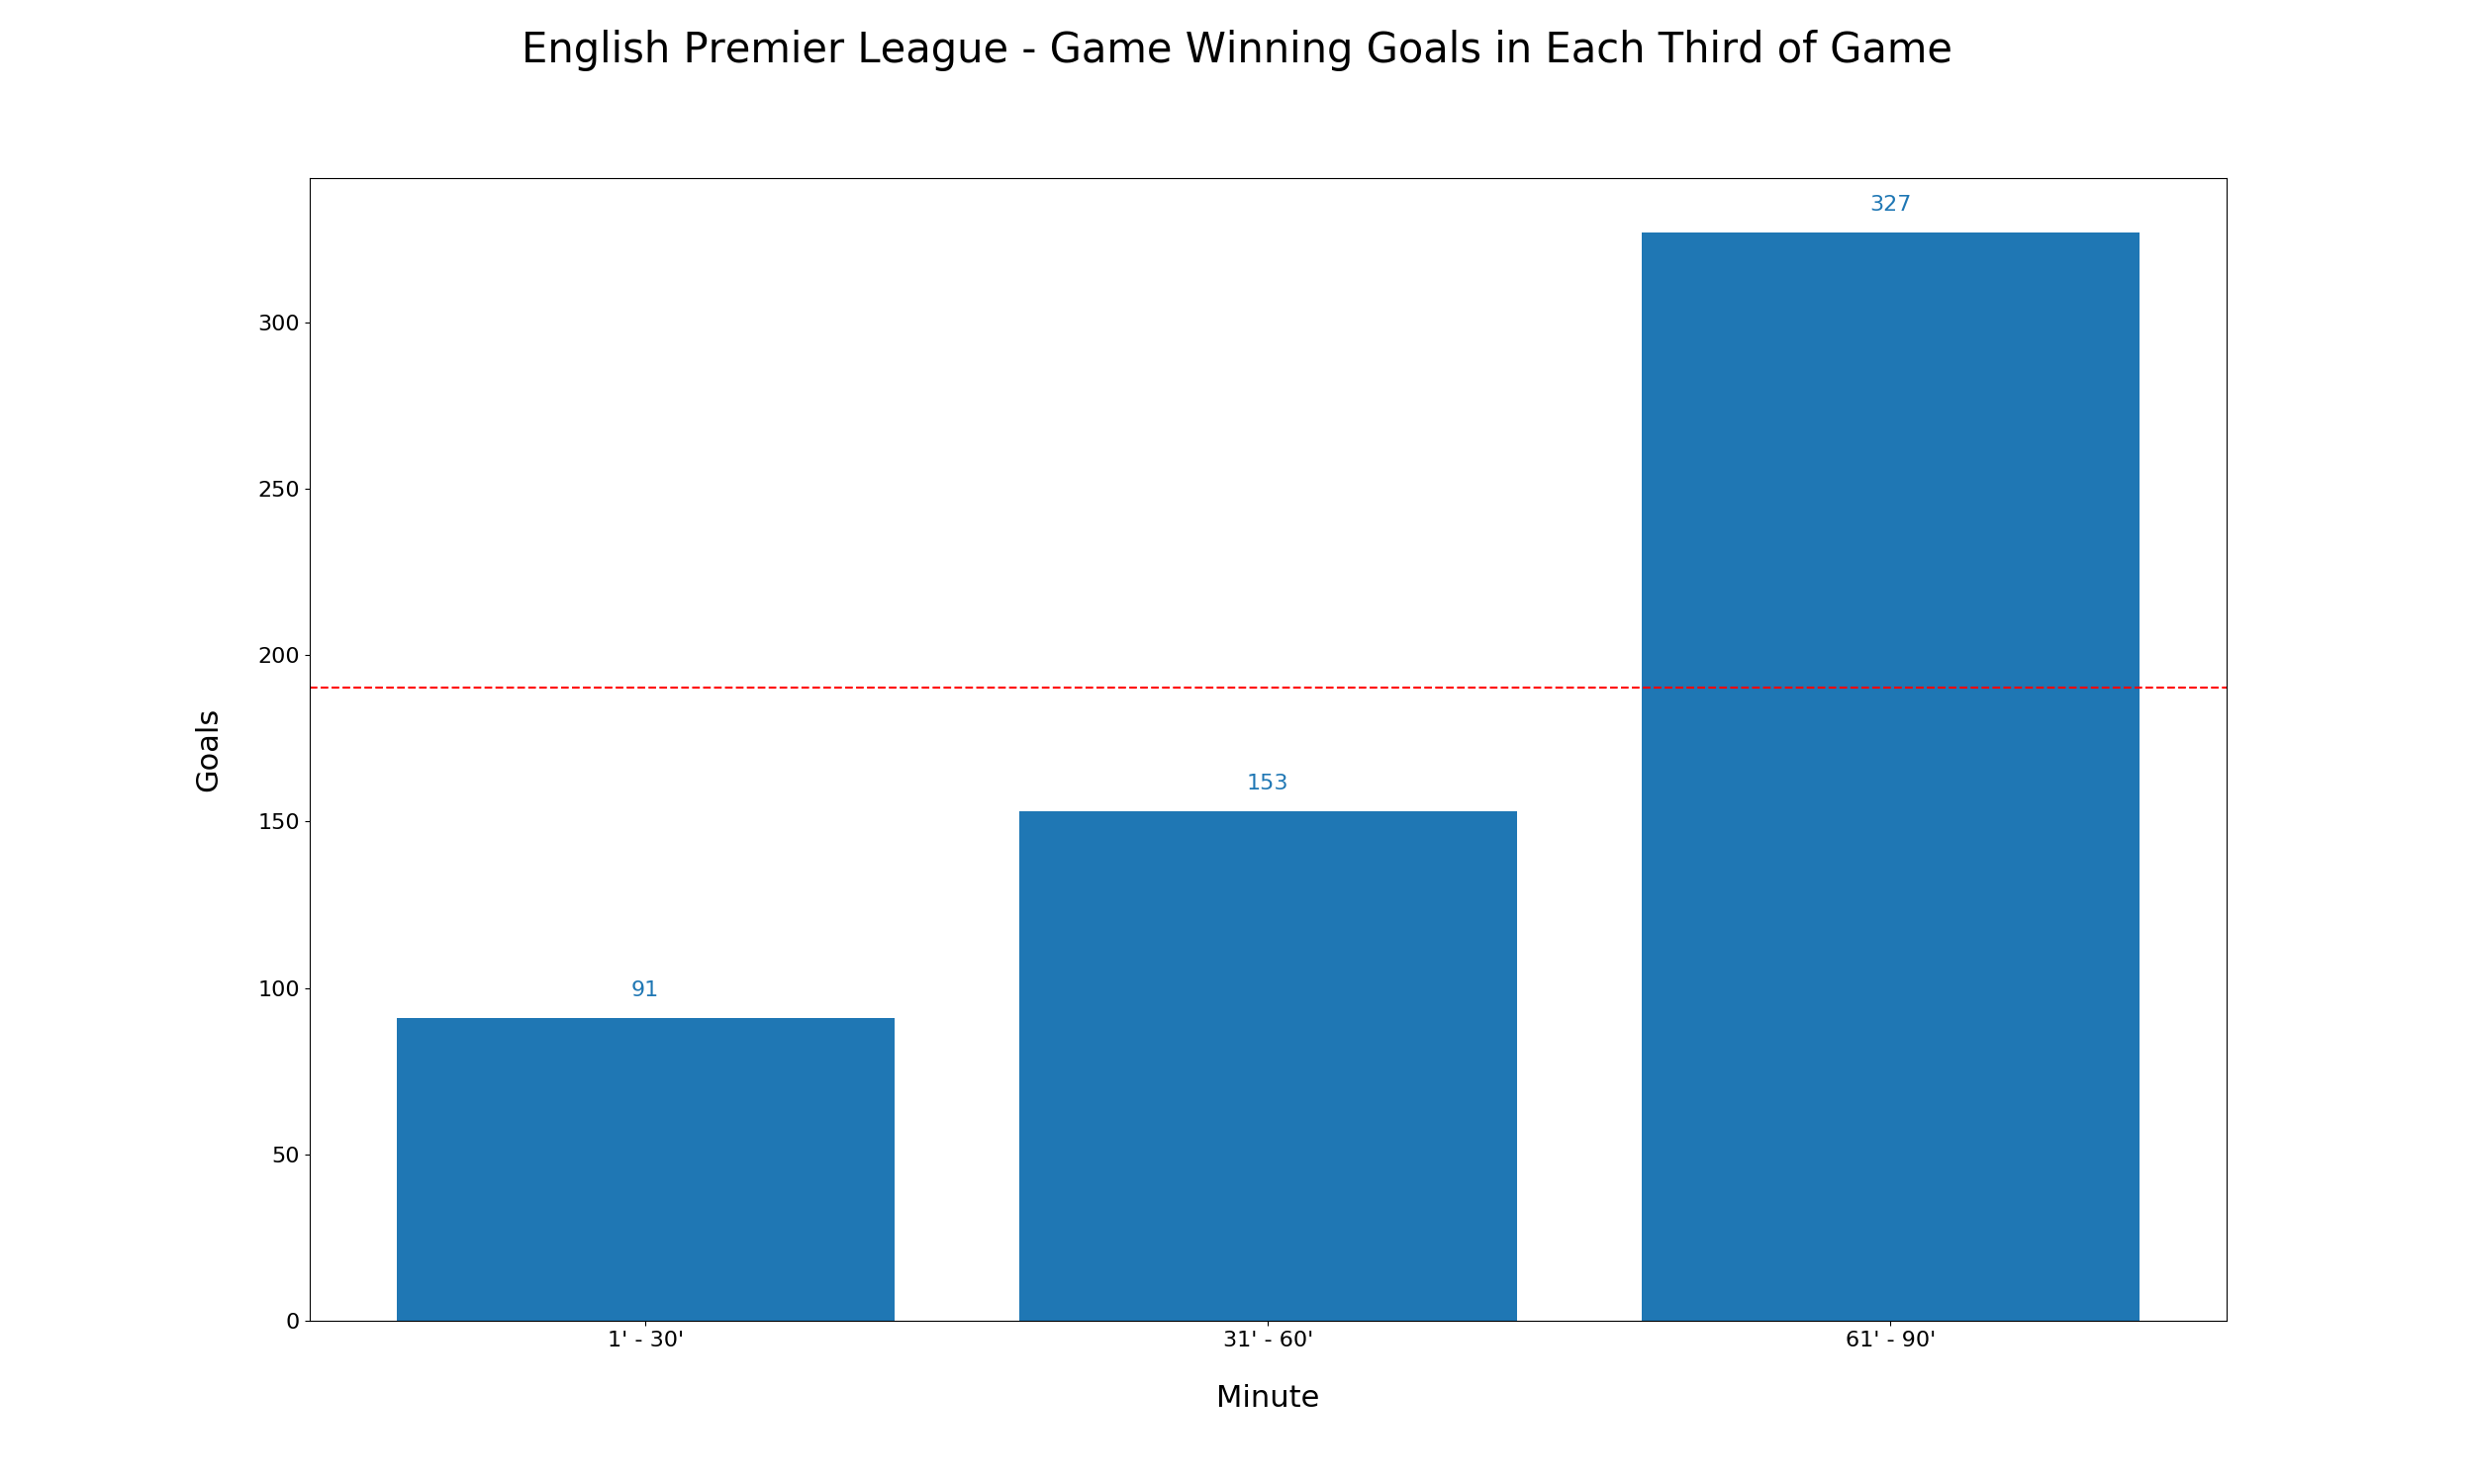 English Premier League - Game Winning Goals in Each Third of Game
327
300
250
200
Goals
153
150
91
100
50
0
1' - 30'
31' - 60'
61' - 90'
Minute